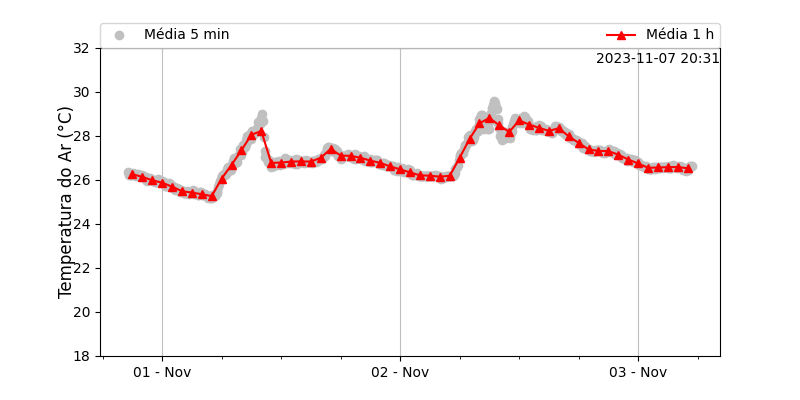 Média 5 min
Média 1 h
2023-11-07 20:31
Temperatura do Ar (°C)
32
30
28
26
24
22
20
18
01 - Nov
02 - Nov
03 - Nov